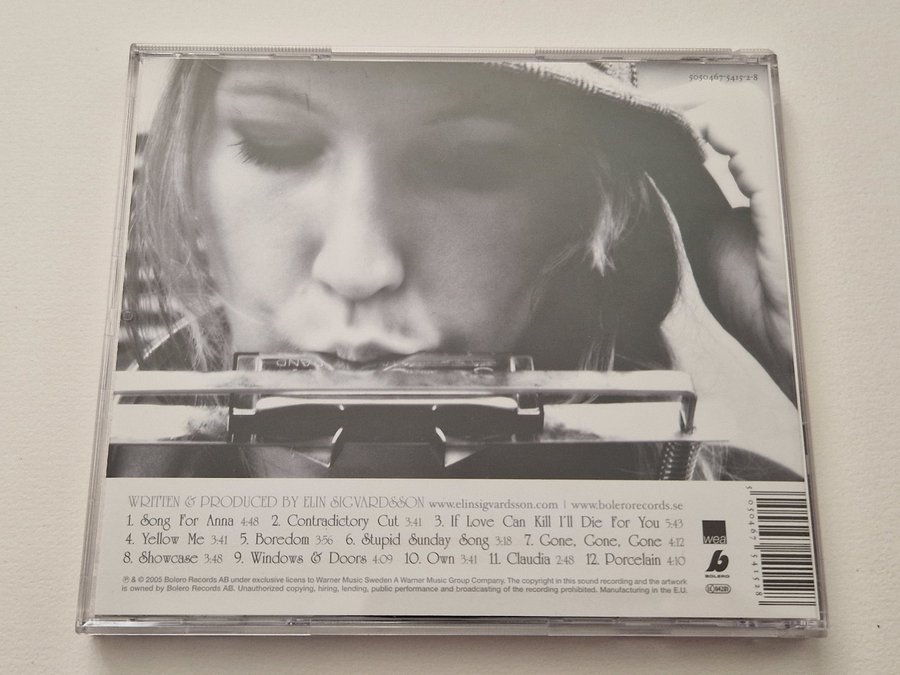 5050467-5415-2-8
WRITTEN & PRODUCED BY ELIN SIGVARDSSON www.elinsigvardsson.com | www.bolerorecords.se
1. Song For Anna 4:48 2. Contradictory Cut 3:41 3. If Love Can Kill I'll Die For You 5:43
4. Yellow Me 3:41 5. Boredom 3:56 6. Stupid Sunday Song 3:18 7. Gone, Gone, Gone 4:12
8. Showcase 3:48 9. Windows & Doors 4:09 10. Own 3:41 11. Claudia 2:48 12. Porcelain 4:10
℗ & © 2005 Bolero Records AB under exclusive licens to Warner Music Sweden A Warner Music Group Company. The copyright in this sound recording and the artwork
is owned by Bolero Records AB. Unauthorized copying, hiring, lending, public performance and broadcasting of the recording prohibited. Manufacturing in the E.U.
wea
b
BOLERO
5 050467 541528